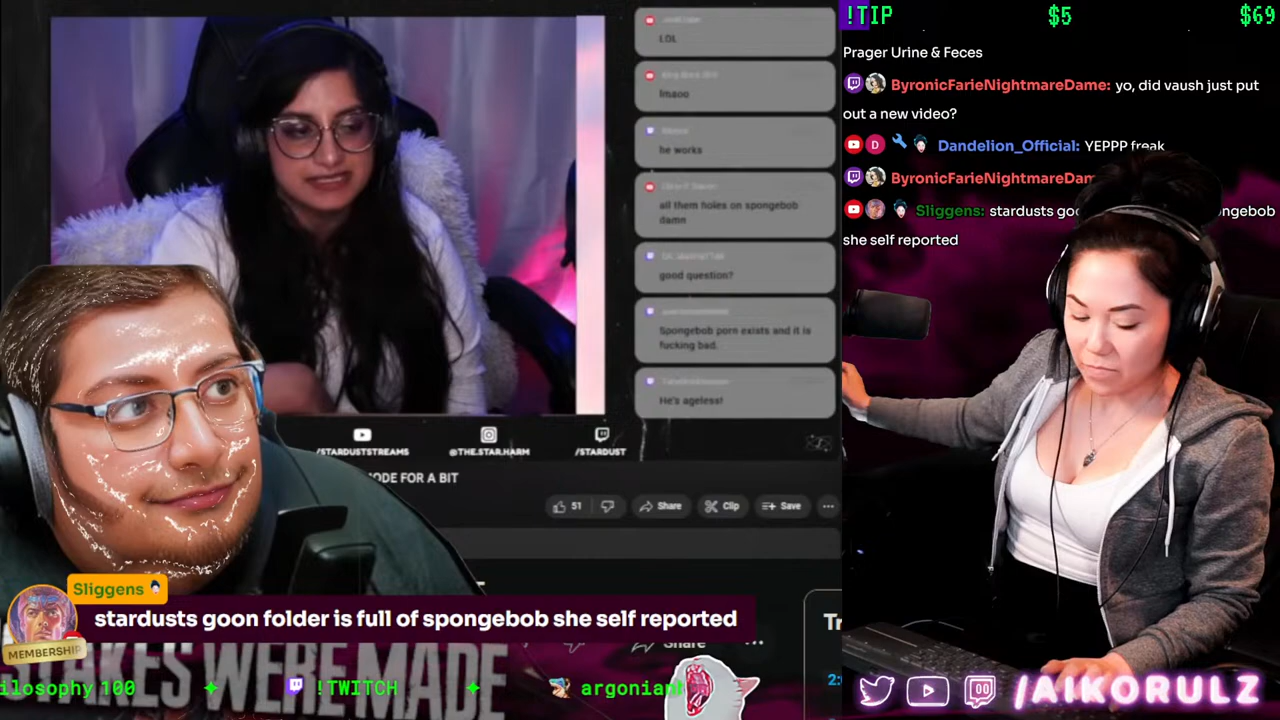 !TIP
$5
$69
LOL
lmaoo
he works
all them holes on spongebob
damn
good question?
Spongebob porn exists and it is
fucking bad.
He's ageless!
Prager Urine & Feces
ByronicFarieNightmareDame: yo, did vaush just put
out a new video?
Dandelion_Official: YEPPP freak
ByronicFarieNightmareDam
Sliggens: stardusts goo
ngebob
she self reported
/STARDUSTSTREAMS
@THE.STAR.HARM
/STARDUST
ODE FOR A BIT
51
Share
Clip
Save
Sliggens
stardusts goon folder is full of spongebob she self reported
MEMBERSHIP
Share
Tr
AKES WERE MADE
ilosophy 100
!TWITCH
argonian
2:
/AIKORULZ